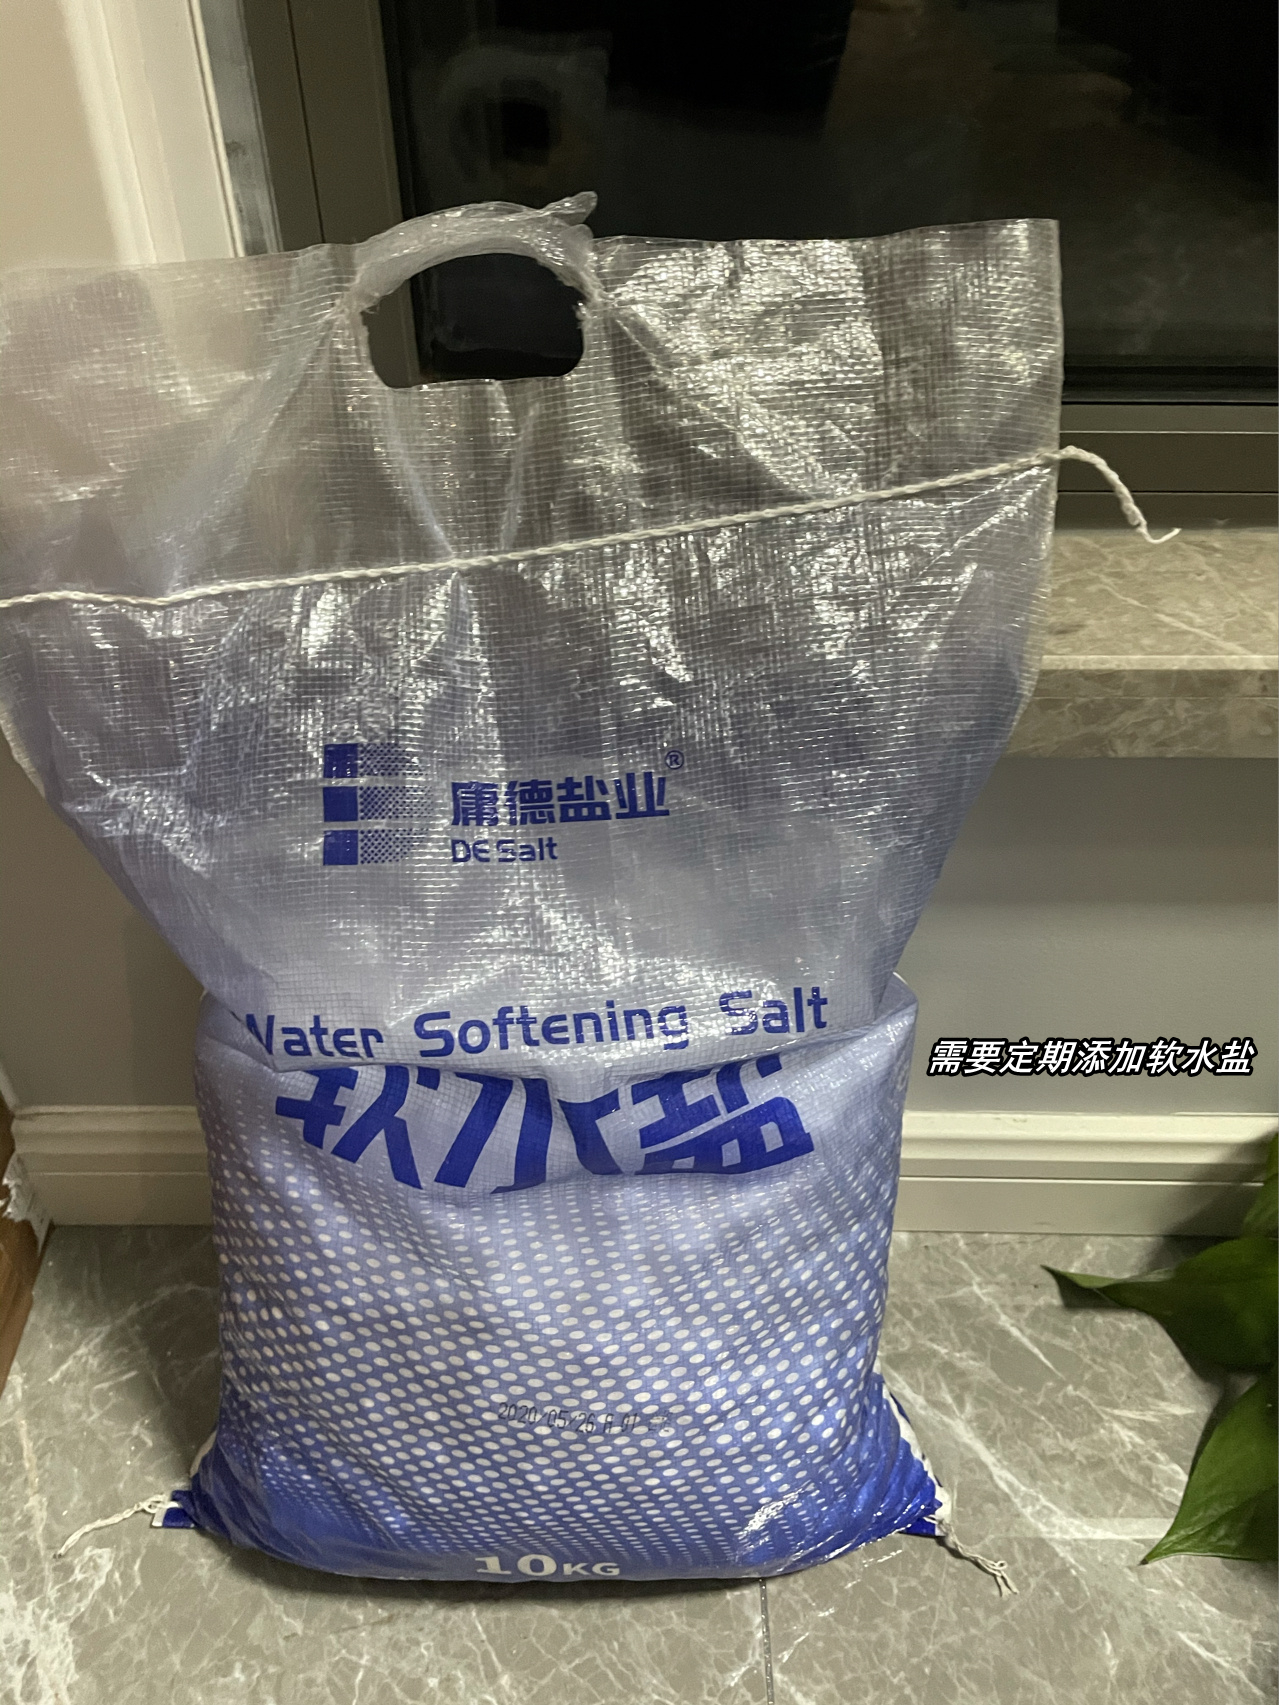 庸德盐业®
DE Salt
Water Softening Salt
软水盐
需要定期添加软水盐
2020/05/26 A 01
10KG